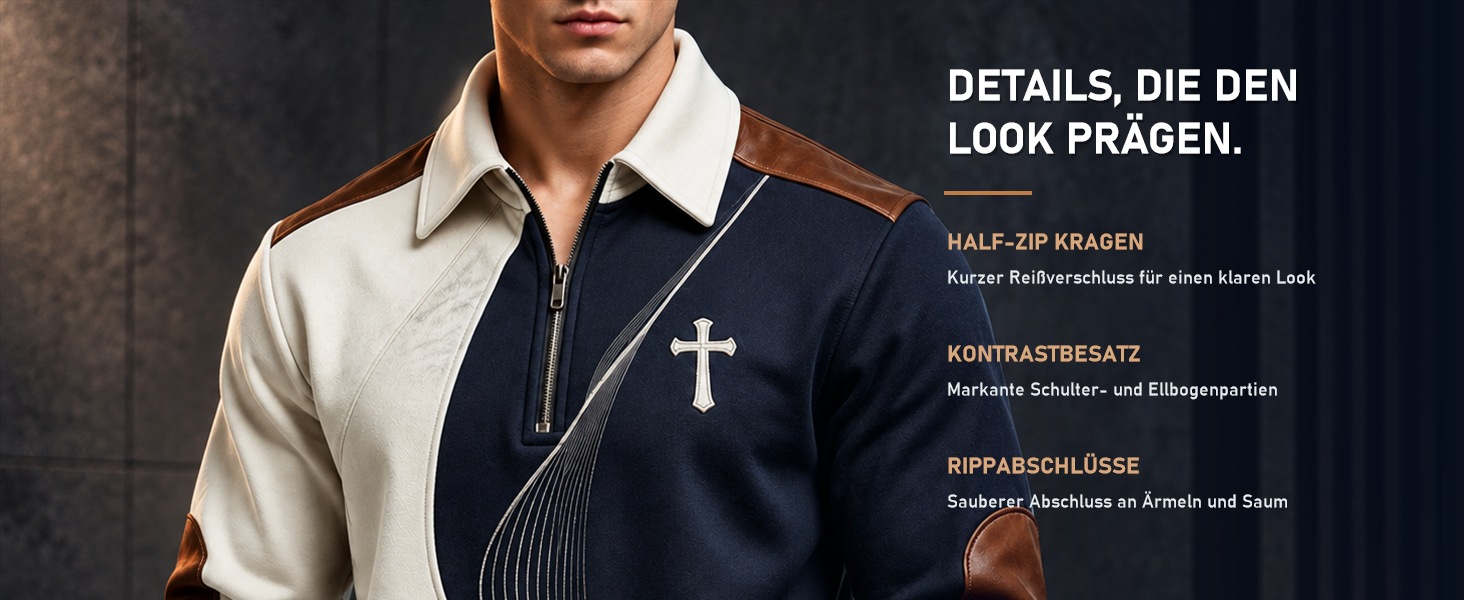 DETAILS, DIE DEN
LOOK PRÄGEN.
HALF-ZIP KRAGEN
Kurzer Reißverschluss für einen klaren Look
KONTRASTBESATZ
Markante Schulter- und Ellbogenpartien
RIPPABSCHLÜSSE
Sauberer Abschluss an Ärmeln und Saum